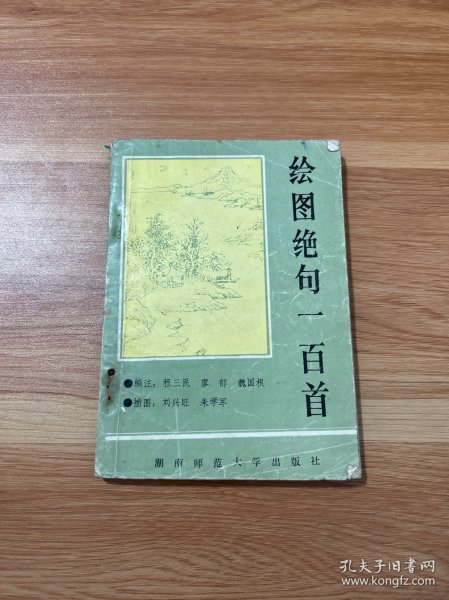 绘图绝句一百首
●编注：程三民 廖郁 魏国根
●插图：刘兴旺 朱学军
湖南师范大学出版社
孔夫子旧书网
www.kongfz.com